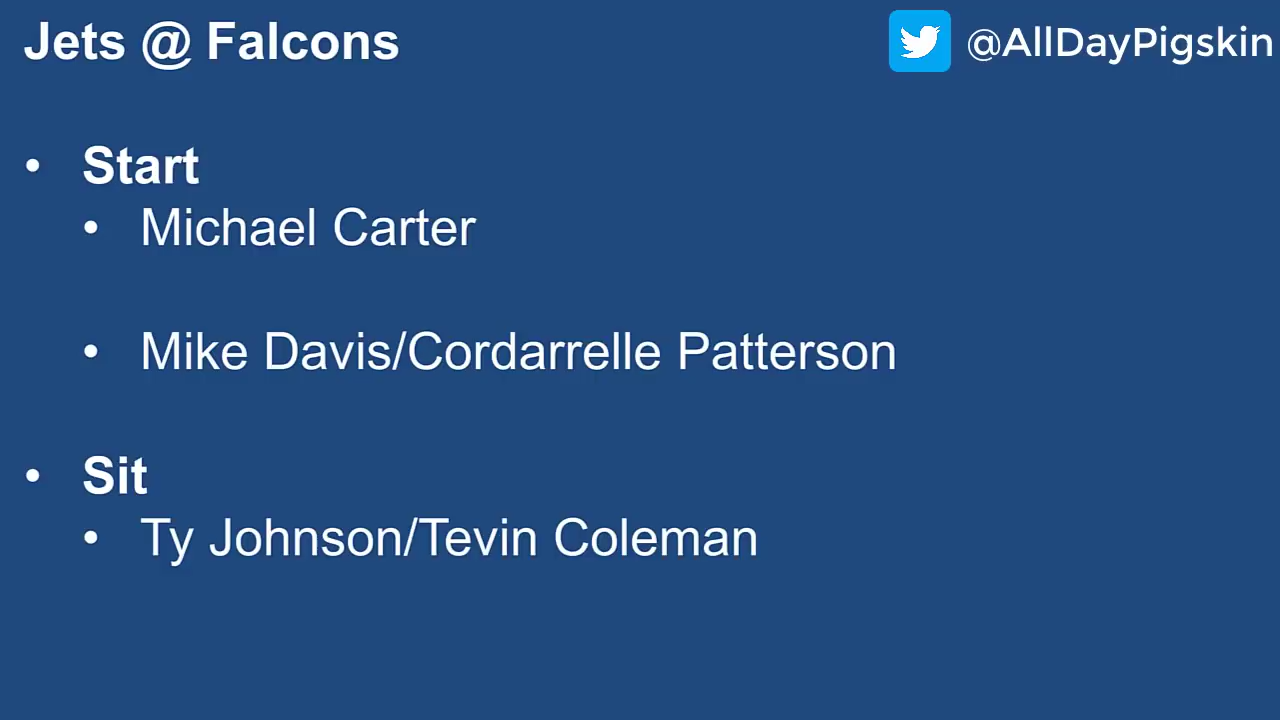 Jets @ Falcons
@AllDayPigskin
• Start
• Michael Carter
• Mike Davis/Cordarrelle Patterson
• Sit
• Ty Johnson/Tevin Coleman